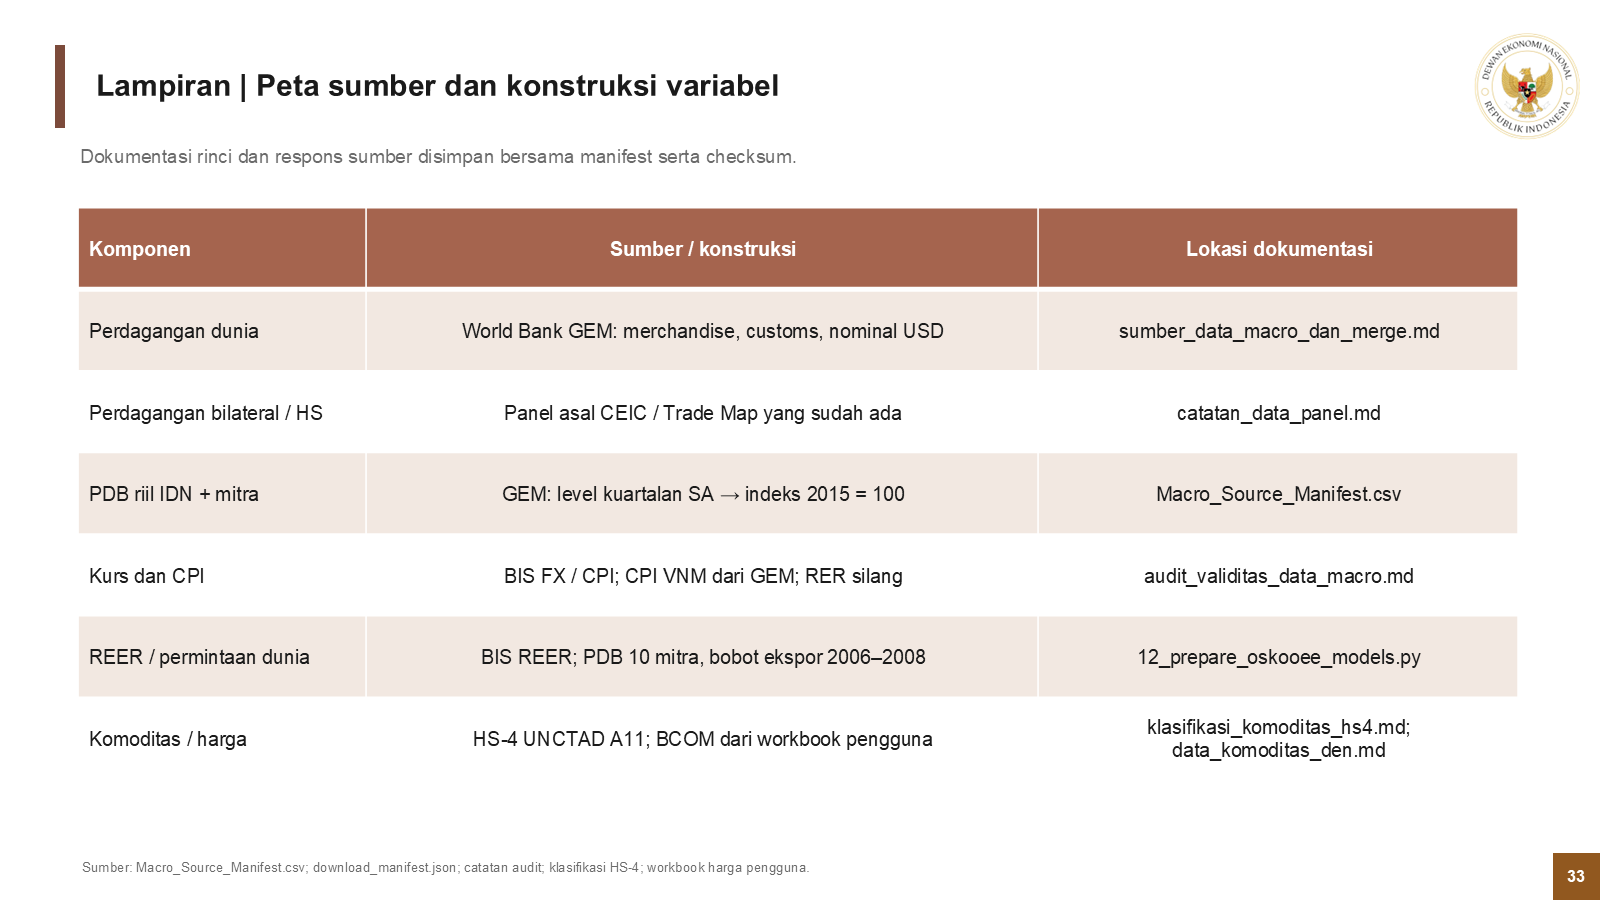 Lampiran | Peta sumber dan konstruksi variabel
DEWAN EKONOMI NASIONAL
REPUBLIK INDONESIA
Dokumentasi rinci dan respons sumber disimpan bersama manifest serta checksum.
Komponen
Sumber / konstruksi
Lokasi dokumentasi
Perdagangan dunia
World Bank GEM: merchandise, customs, nominal USD
sumber_data_macro_dan_merge.md
Perdagangan bilateral / HS
Panel asal CEIC / Trade Map yang sudah ada
catatan_data_panel.md
PDB riil IDN + mitra
GEM: level kuartalan SA → indeks 2015 = 100
Macro_Source_Manifest.csv
Kurs dan CPI
BIS FX / CPI; CPI VNM dari GEM; RER silang
audit_validitas_data_macro.md
REER / permintaan dunia
BIS REER; PDB 10 mitra, bobot ekspor 2006–2008
12_prepare_oskooee_models.py
Komoditas / harga
HS-4 UNCTAD A11; BCOM dari workbook pengguna
klasifikasi_komoditas_hs4.md;
data_komoditas_den.md
Sumber: Macro_Source_Manifest.csv; download_manifest.json; catatan audit; klasifikasi HS-4; workbook harga pengguna.
33